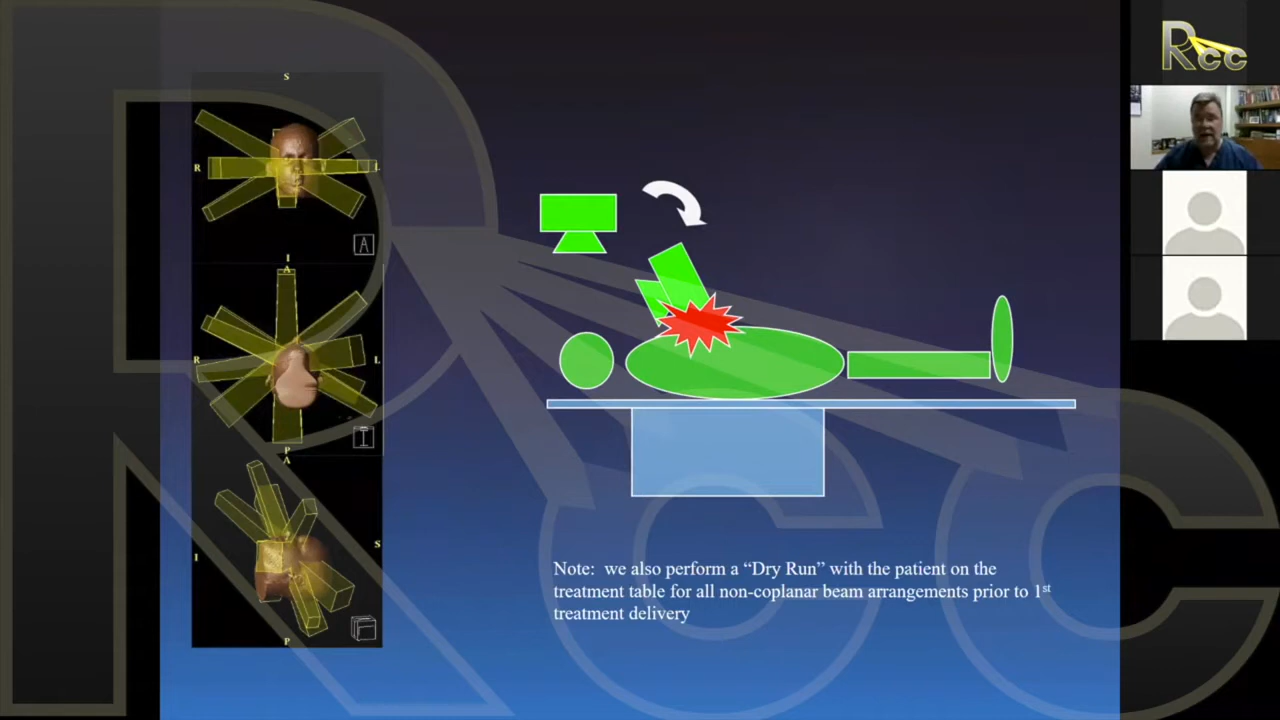 S
R
L
A
I
A
R
L
I
P
A
I
S
P
Note: we also perform a “Dry Run” with the patient on the
treatment table for all non-coplanar beam arrangements prior to 1st
treatment delivery
Rcc
RCC